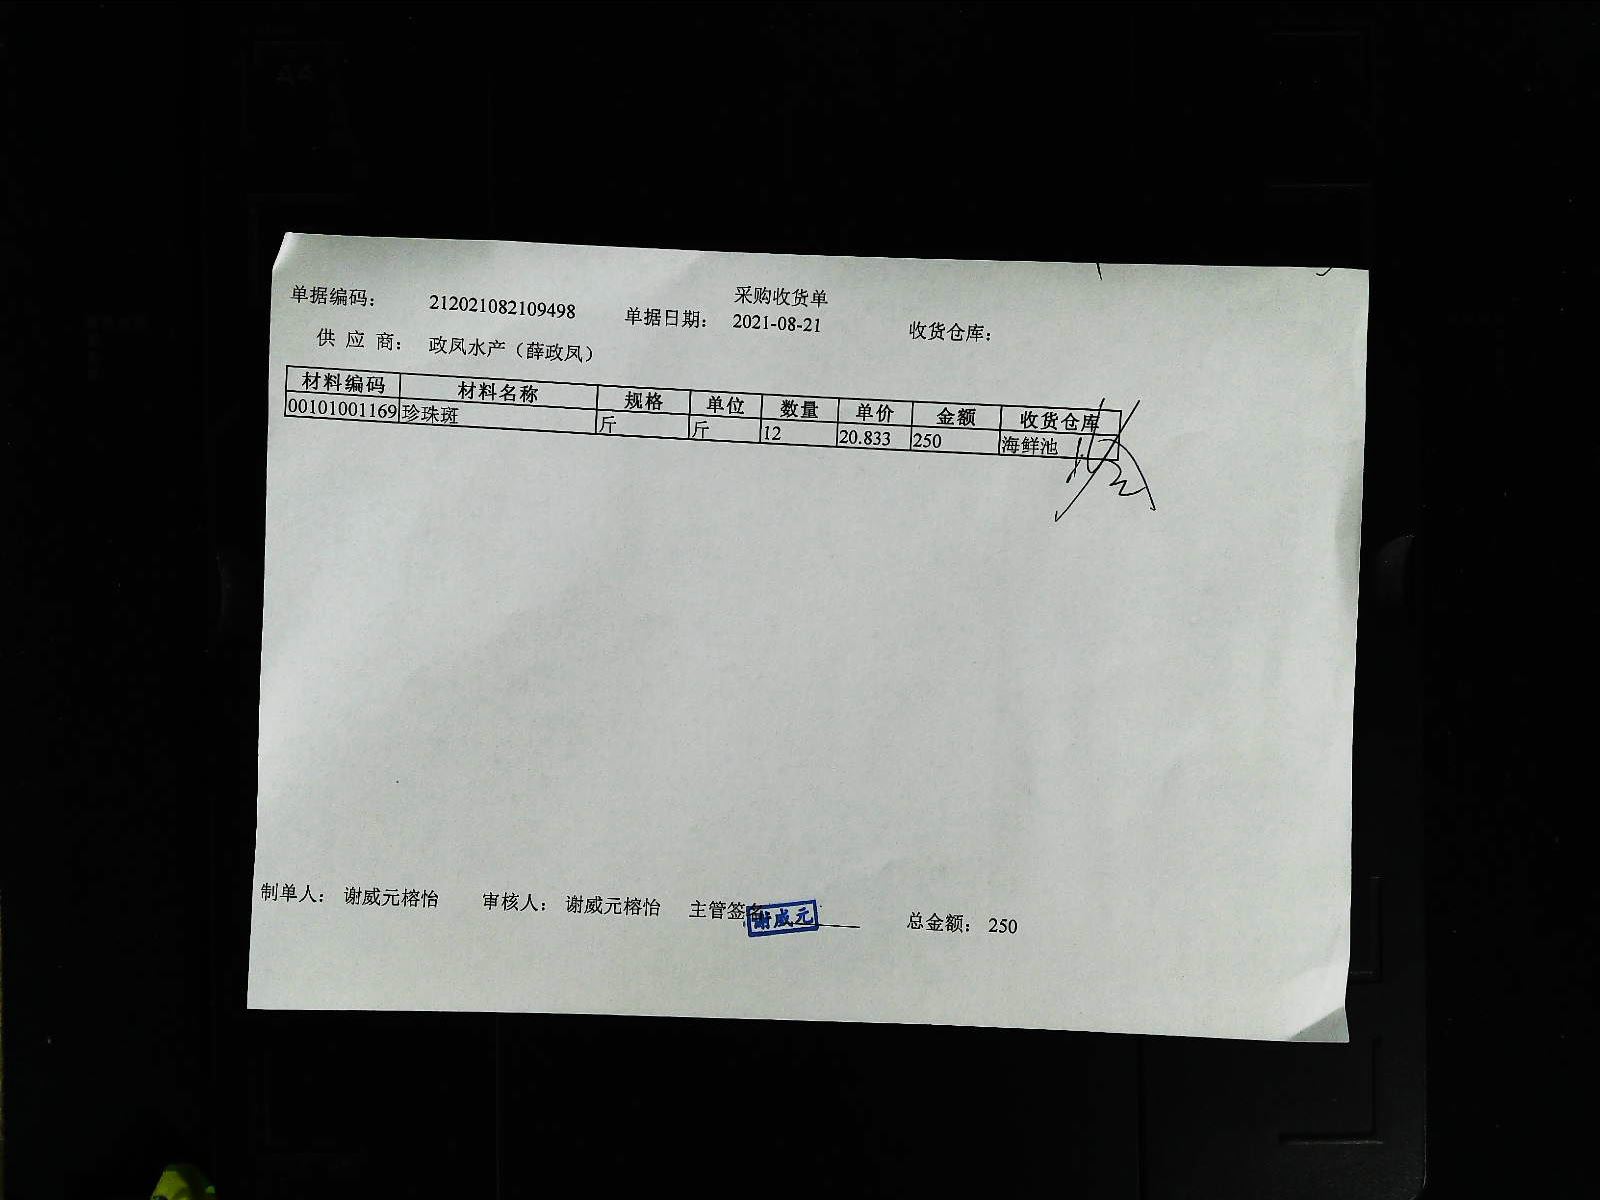 采购收货单
单据编码： 212021082109498 单据日期： 2021-08-21 收货仓库：
供 应 商： 政凤水产（薛政凤）
材料编码 材料名称 规格 单位 数量 单价 金额 收货仓库
00101001169 珍珠斑 斤 斤 12 20.833 250 海鲜池
制单人： 谢威元榕怡 审核人： 谢威元榕怡 主管签名 总金额： 250
谢威元